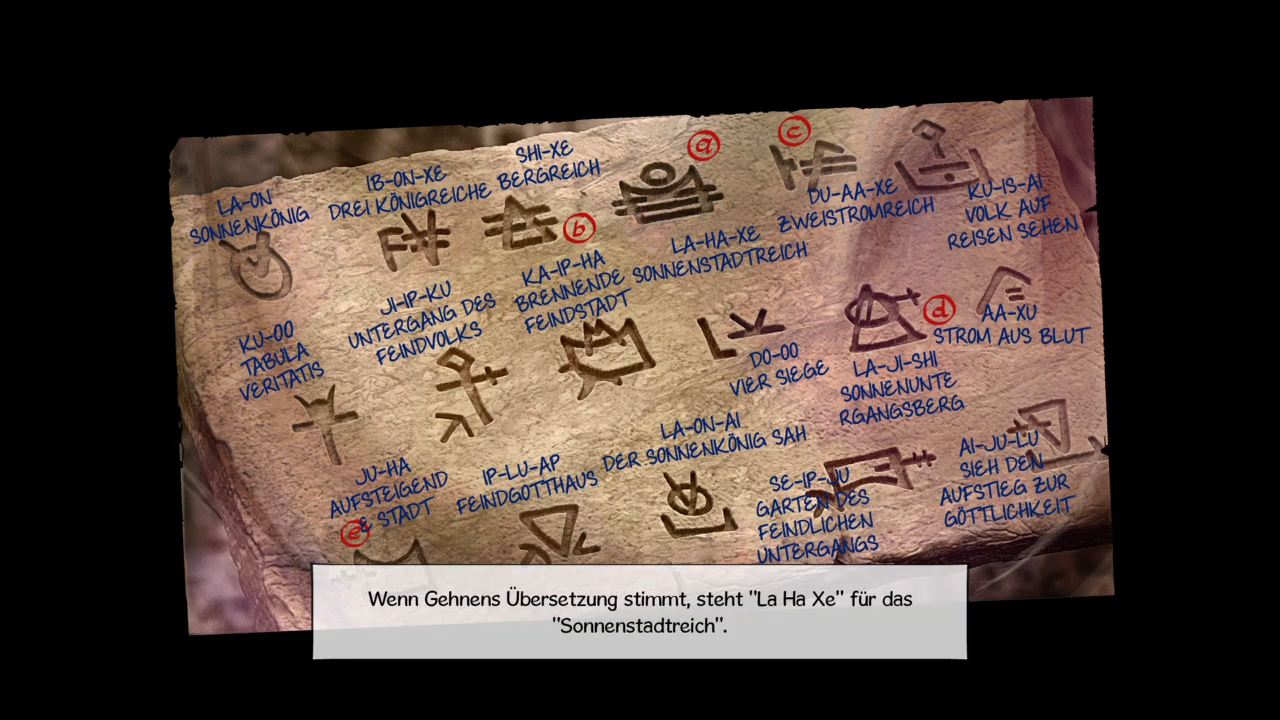 LA-ON
SONNENKÖNIG
IB-ON-XE
DREI KÖNIGREICHE
SHI-XE
BERGREICH
a
c
DU-AA-XE
ZWEISTROMREICH
KU-IS-AI
VOLK AUF
REISEN SEHEN
LA-HA-XE
SONNENSTADTREICH
b
KA-IP-HA
BRENNENDE
FEINDSTADT
JI-IP-KU
UNTERGANG DES
FEINDVOLKS
KU-OO
TABULA
VERITATIS
DO-OO
VIER SIEGE
d
AA-XU
STROM AUS BLUT
LA-JI-SHI
SONNENUNTE
RGANGSBERG
LA-ON-AI
DER SONNENKÖNIG SAH
JU-HA
AUFSTEIGEND
E STADT
e
IP-LU-AP
FEINDGOTTHAUS
SE-IP-JU
GARTEN DES
FEINDLICHEN
UNTERGANGS
AI-JU-LU
SIEH DEN
AUFSTIEG ZUR
GÖTTLICHKEIT
Wenn Gehnens Übersetzung stimmt, steht "La Ha Xe" für das
"Sonnenstadtreich".